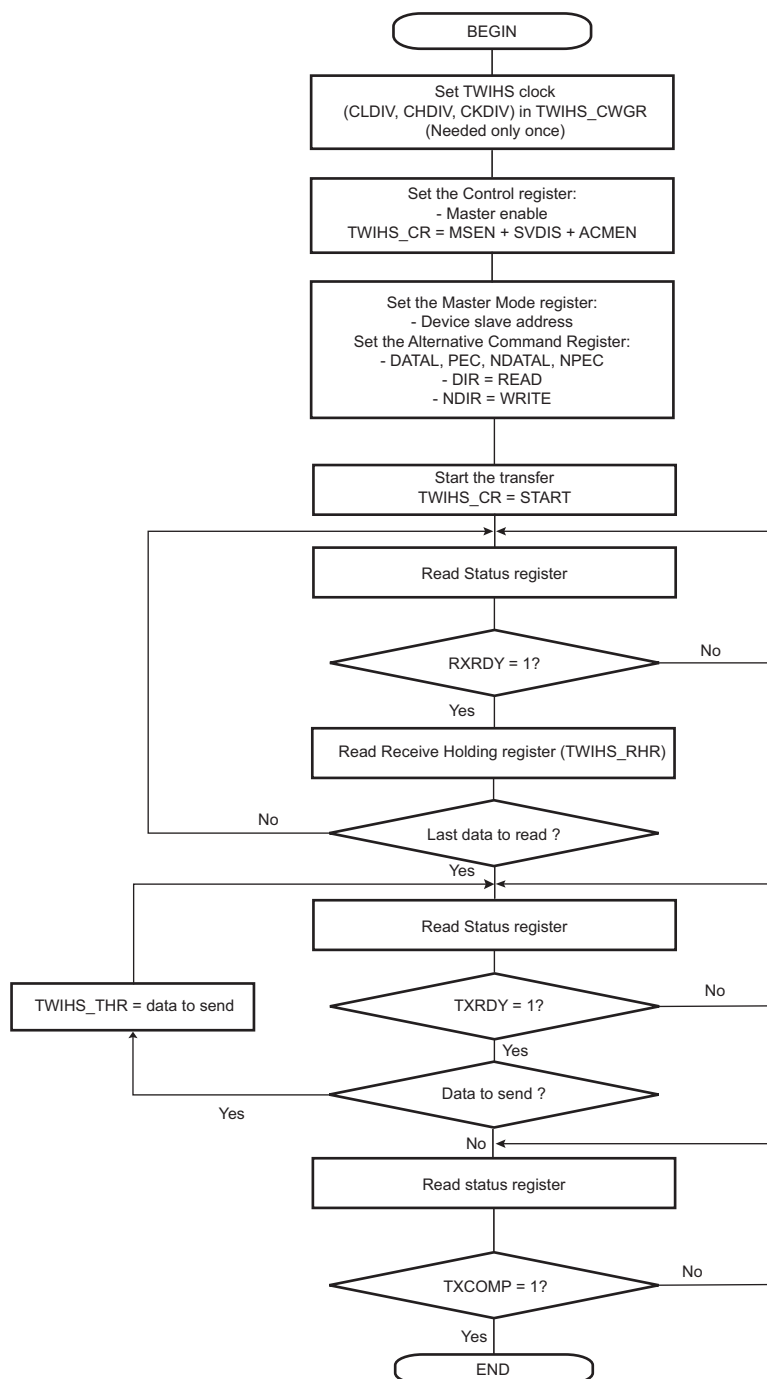 BEGIN
Set TWIHS clock
(CLDIV, CHDIV, CKDIV) in TWIHS_CWGR
(Needed only once)
Set the Control register:
- Master enable
TWIHS_CR = MSEN + SVDIS + ACMEN
Set the Master Mode register:
- Device slave address
Set the Alternative Command Register:
- DATAL, PEC, NDATAL, NPEC
- DIR = READ
- NDIR = WRITE
Start the transfer
TWIHS_CR = START
Read Status register
RXRDY = 1?
No
Yes
Read Receive Holding register (TWIHS_RHR)
No
Last data to read ?
Yes
Read Status register
TWIHS_THR = data to send
TXRDY = 1?
No
Yes
Data to send ?
Yes
No
Read status register
TXCOMP = 1?
No
Yes
END